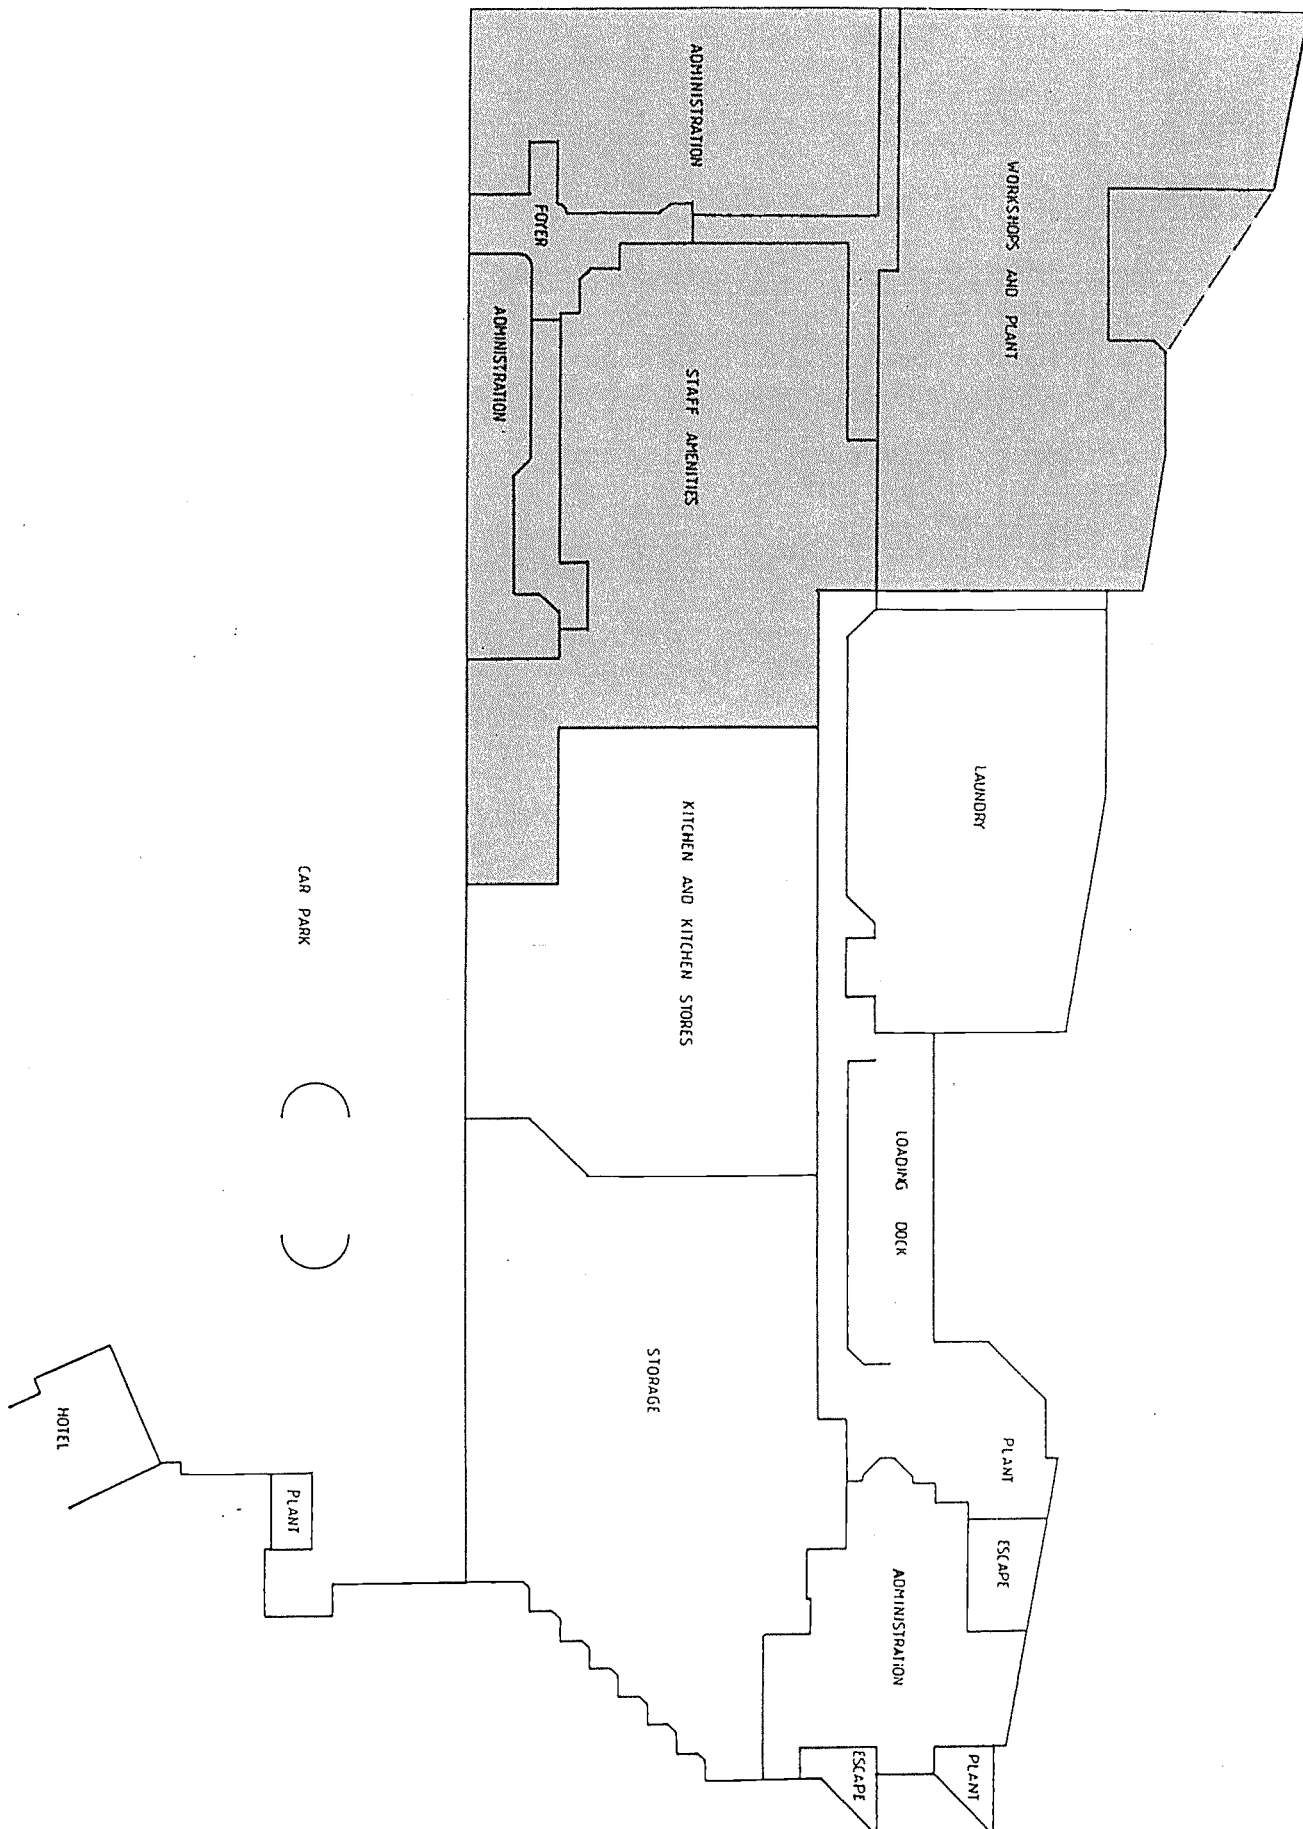 ADMINISTRATION
WORKSHOPS AND PLANT
FOYER
ADMINISTRATION
STAFF AMENITIES
LAUNDRY
KITCHEN AND KITCHEN STORES
CAR PARK
LOADING DOCK
STORAGE
HOTEL
PLANT
PLANT
ESCAPE
ADMINISTRATION
ESCAPE
PLANT